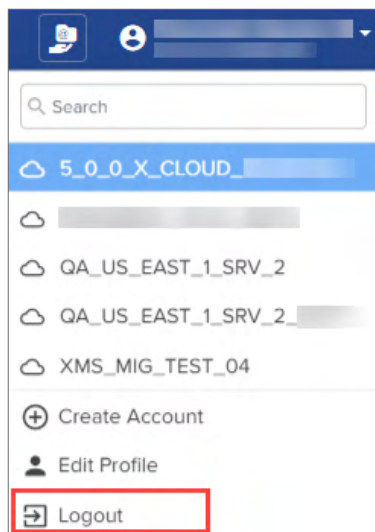 Search
5_0_0_X_CLOUD_
QA_US_EAST_1_SRV_2
QA_US_EAST_1_SRV_2_
XMS_MIG_TEST_04
Create Account
Edit Profile
Logout